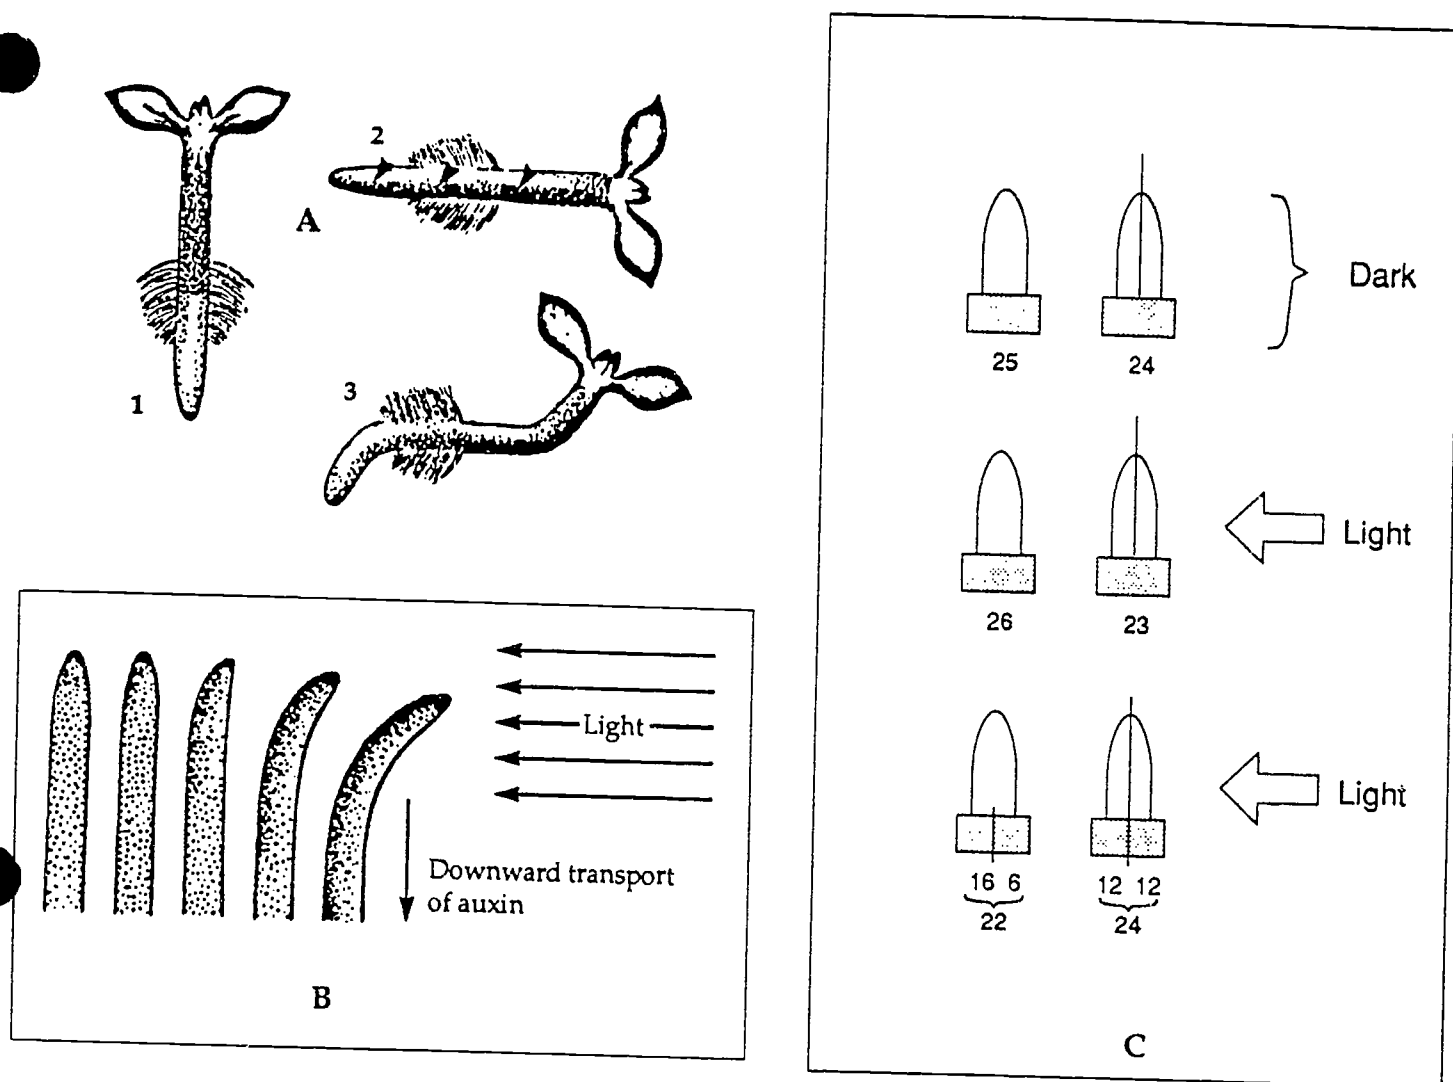 1
2
A
3
Light
Downward transport
of auxin
B
25 24
Dark
26 23
Light
16 6 12 12
22 24
Light
C